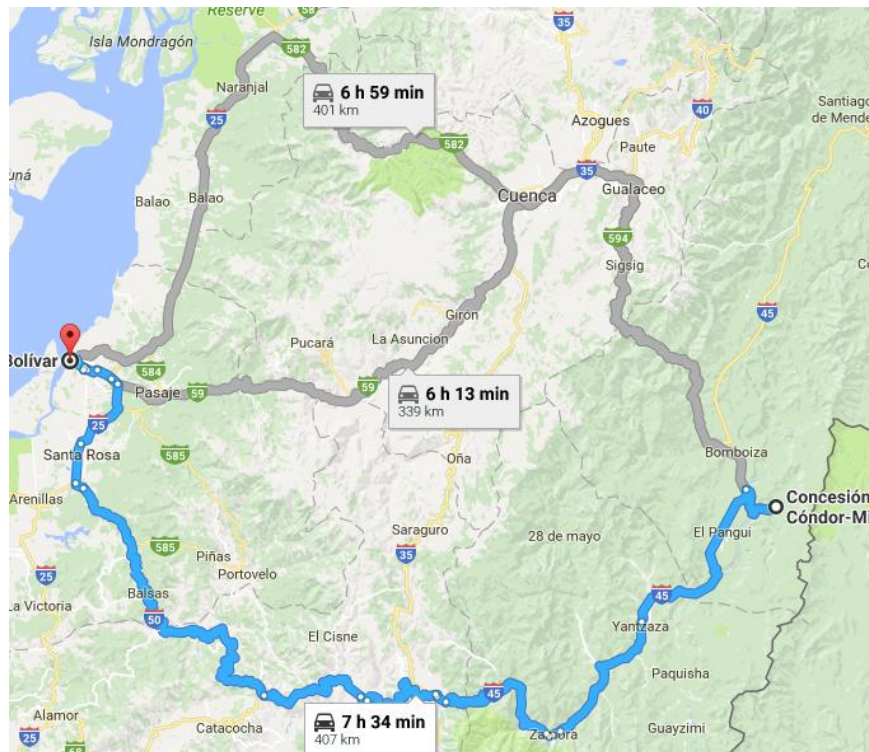 Reserve
58
Isla Mondragón
582
35
Naranjal
6 h 59 min
401 km
25
40
Santiago
de Mende
Azogues
582
Paute
35
Cuenca
Gualaceo
Balao
Balao
594
Sigsig
45
Girón
La Asuncion
Pucará
Bolívar
584
59
59
Pasaje
6 h 13 min
339 km
25
585
Santa Rosa
Oña
Bomboiza
Arenillas
Concesión
Cóndor-Mi
Saraguro
28 de mayo
El Pangui
585
Piñas
35
25
Portovelo
Balsas
La Victoria
50
45
El Cisne
Yantzaza
45
Paquisha
7 h 34 min
407 km
Alamor
Catacocha
Zamora
Guayzimi
68